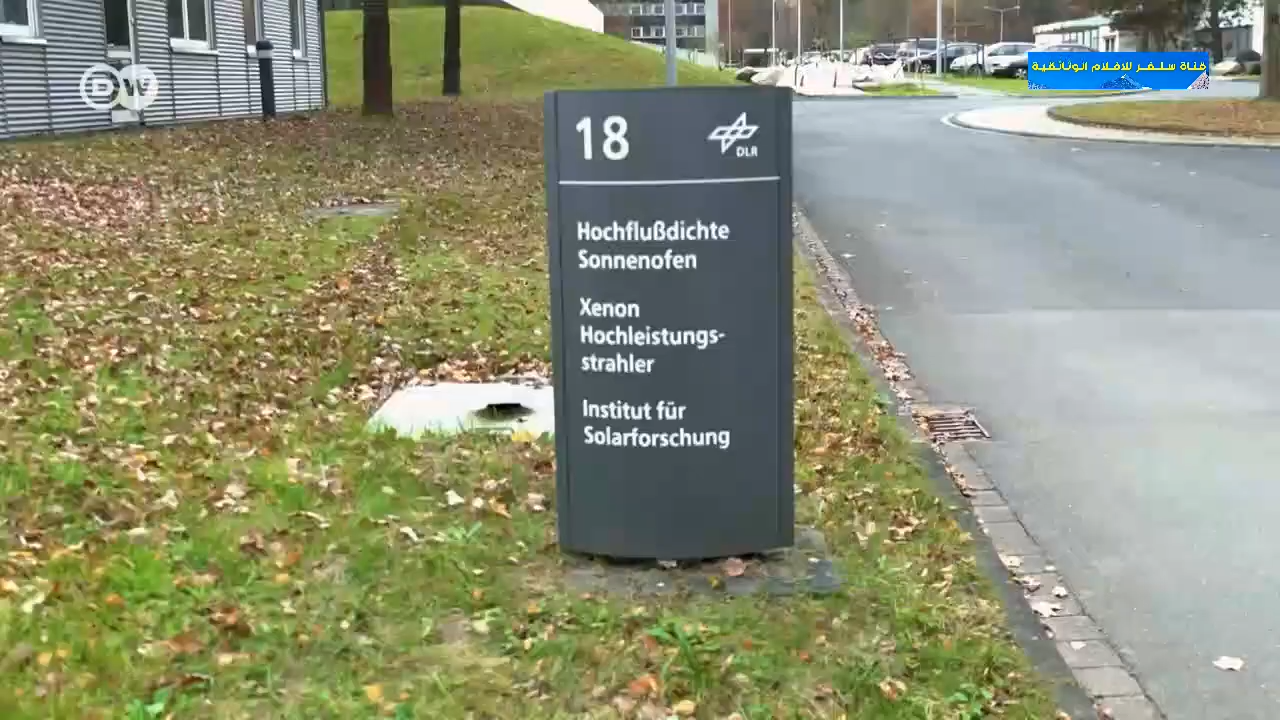 DW
قناة سلفر للافلام الوثائقية
18
DLR
Hochflußdichte
Sonnenofen
Xenon
Hochleistungs-
strahler
Institut für
Solarforschung